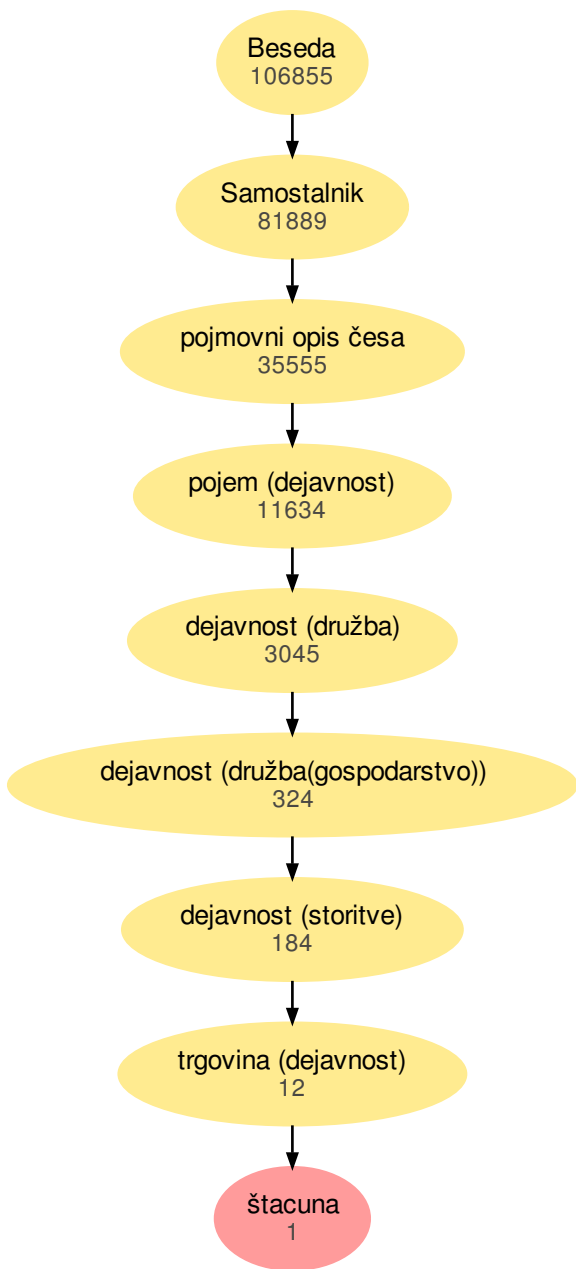 Beseda
106855
Samostalnik
81889
pojmovni opis česa
35555
pojem (dejavnost)
11634
dejavnost (družba)
3045
dejavnost (družba(gospodarstvo))
324
dejavnost (storitve)
184
trgovina (dejavnost)
12
štacuna
1